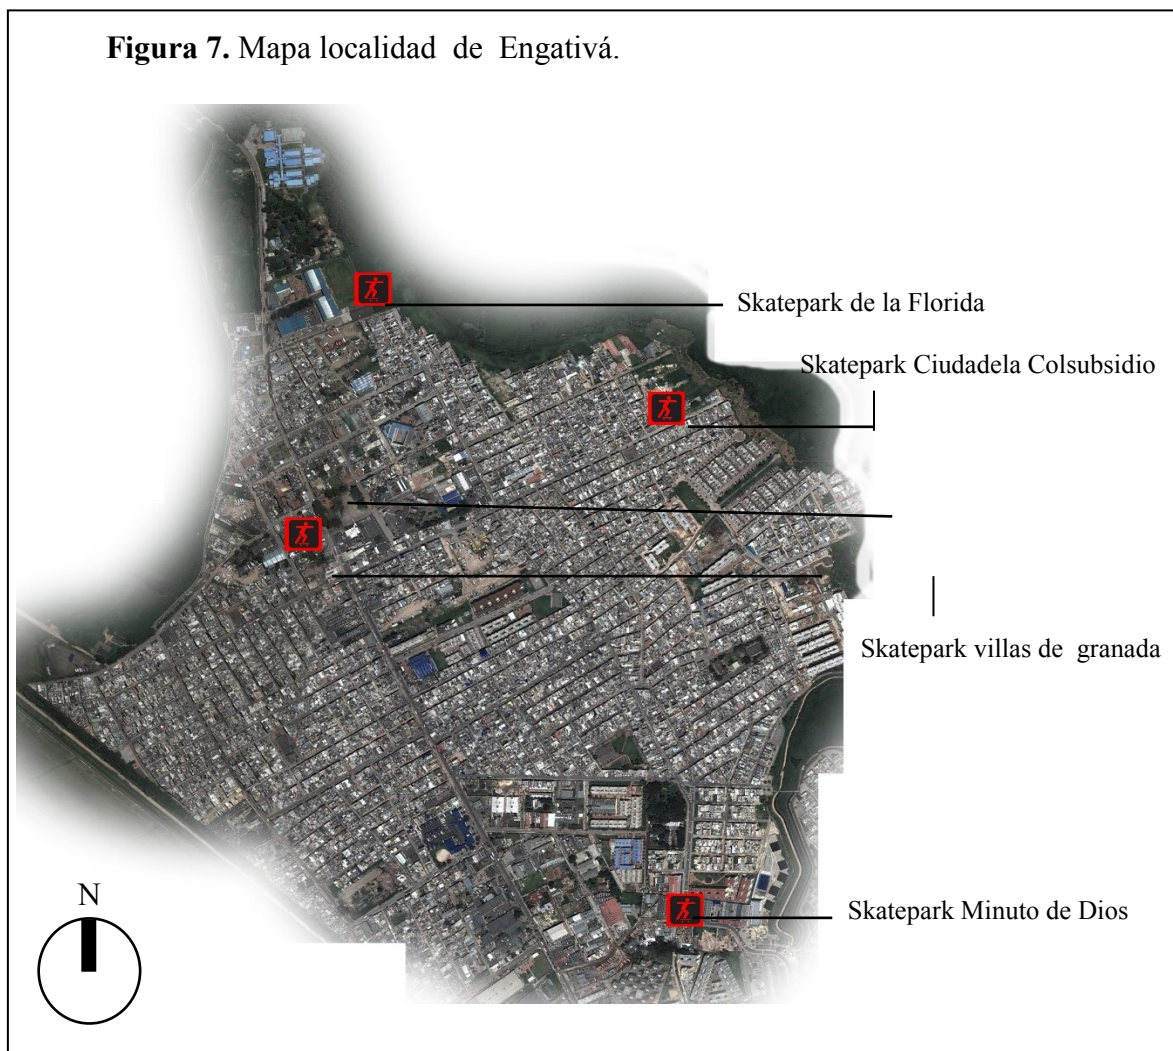 Figura 7. Mapa localidad de Engativá.
Skatepark de la Florida
Skatepark Ciudadela Colsubsidio
Skatepark villas de granada
N
Skatepark Minuto de Dios